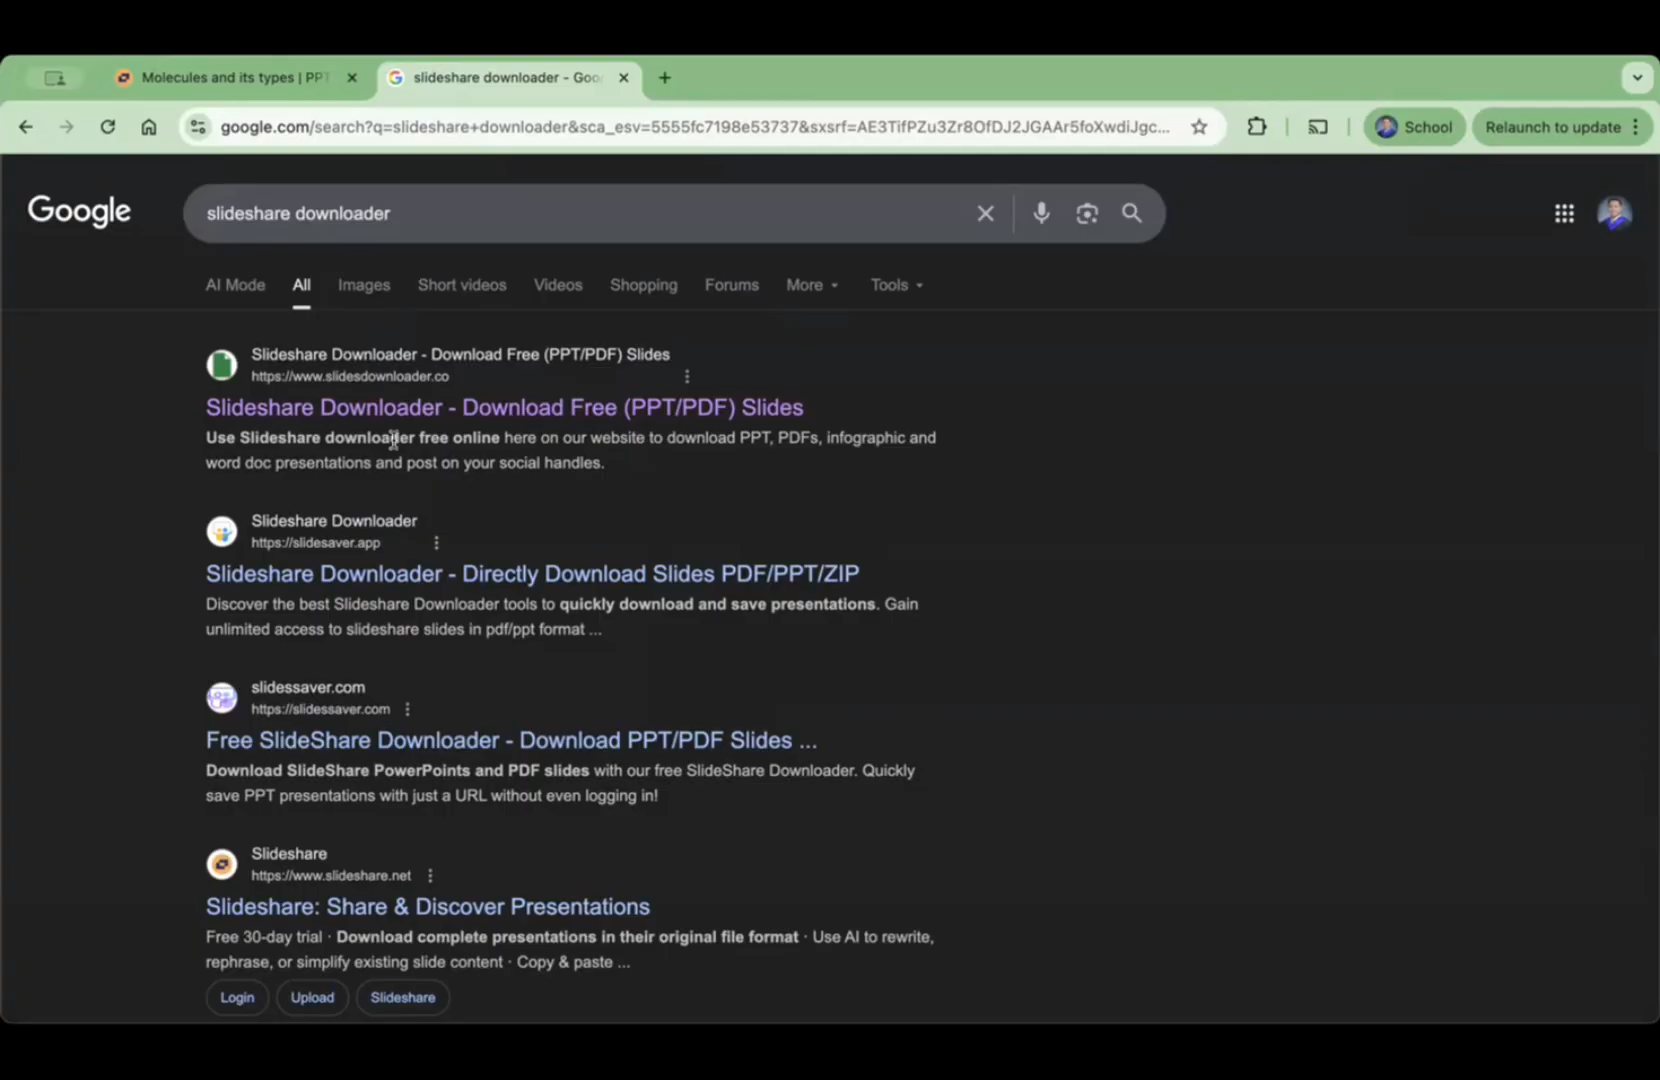 Molecules and its types | PPT
slideshare downloader - Goo
google.com/search?q=slideshare+downloader&sca_esv=5555fc7198e53737&sxsrf=AE3TifPZu3Zr8OfDJ2JGAAr5foXwdiJgc...
School
Relaunch to update
Google
slideshare downloader
AI Mode
All
Images
Short videos
Videos
Shopping
Forums
More
Tools
Slideshare Downloader - Download Free (PPT/PDF) Slides
https://www.slidesdownloader.co
Slideshare Downloader - Download Free (PPT/PDF) Slides
Use Slideshare downloader free online here on our website to download PPT, PDFs, infographic and
word doc presentations and post on your social handles.
Slideshare Downloader
https://slidesaver.app
Slideshare Downloader - Directly Download Slides PDF/PPT/ZIP
Discover the best Slideshare Downloader tools to quickly download and save presentations. Gain
unlimited access to slideshare slides in pdf/ppt format ...
slidessaver.com
https://slidessaver.com
Free SlideShare Downloader - Download PPT/PDF Slides ...
Download SlideShare PowerPoints and PDF slides with our free SlideShare Downloader. Quickly
save PPT presentations with just a URL without even logging in!
Slideshare
https://www.slideshare.net
Slideshare: Share & Discover Presentations
Free 30-day trial · Download complete presentations in their original file format · Use AI to rewrite,
rephrase, or simplify existing slide content · Copy & paste ...
Login
Upload
Slideshare